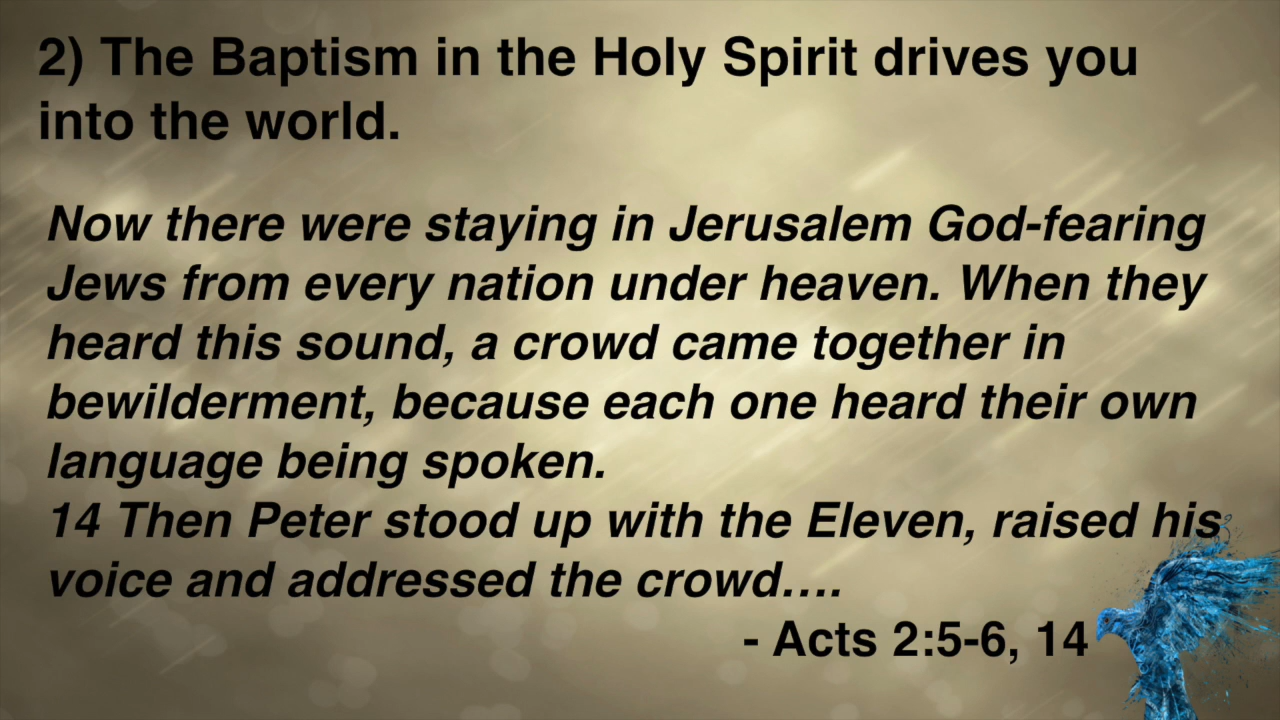 2) The Baptism in the Holy Spirit drives you
into the world.
Now there were staying in Jerusalem God-fearing
Jews from every nation under heaven. When they
heard this sound, a crowd came together in
bewilderment, because each one heard their own
language being spoken.
14 Then Peter stood up with the Eleven, raised his
voice and addressed the crowd....
- Acts 2:5-6, 14